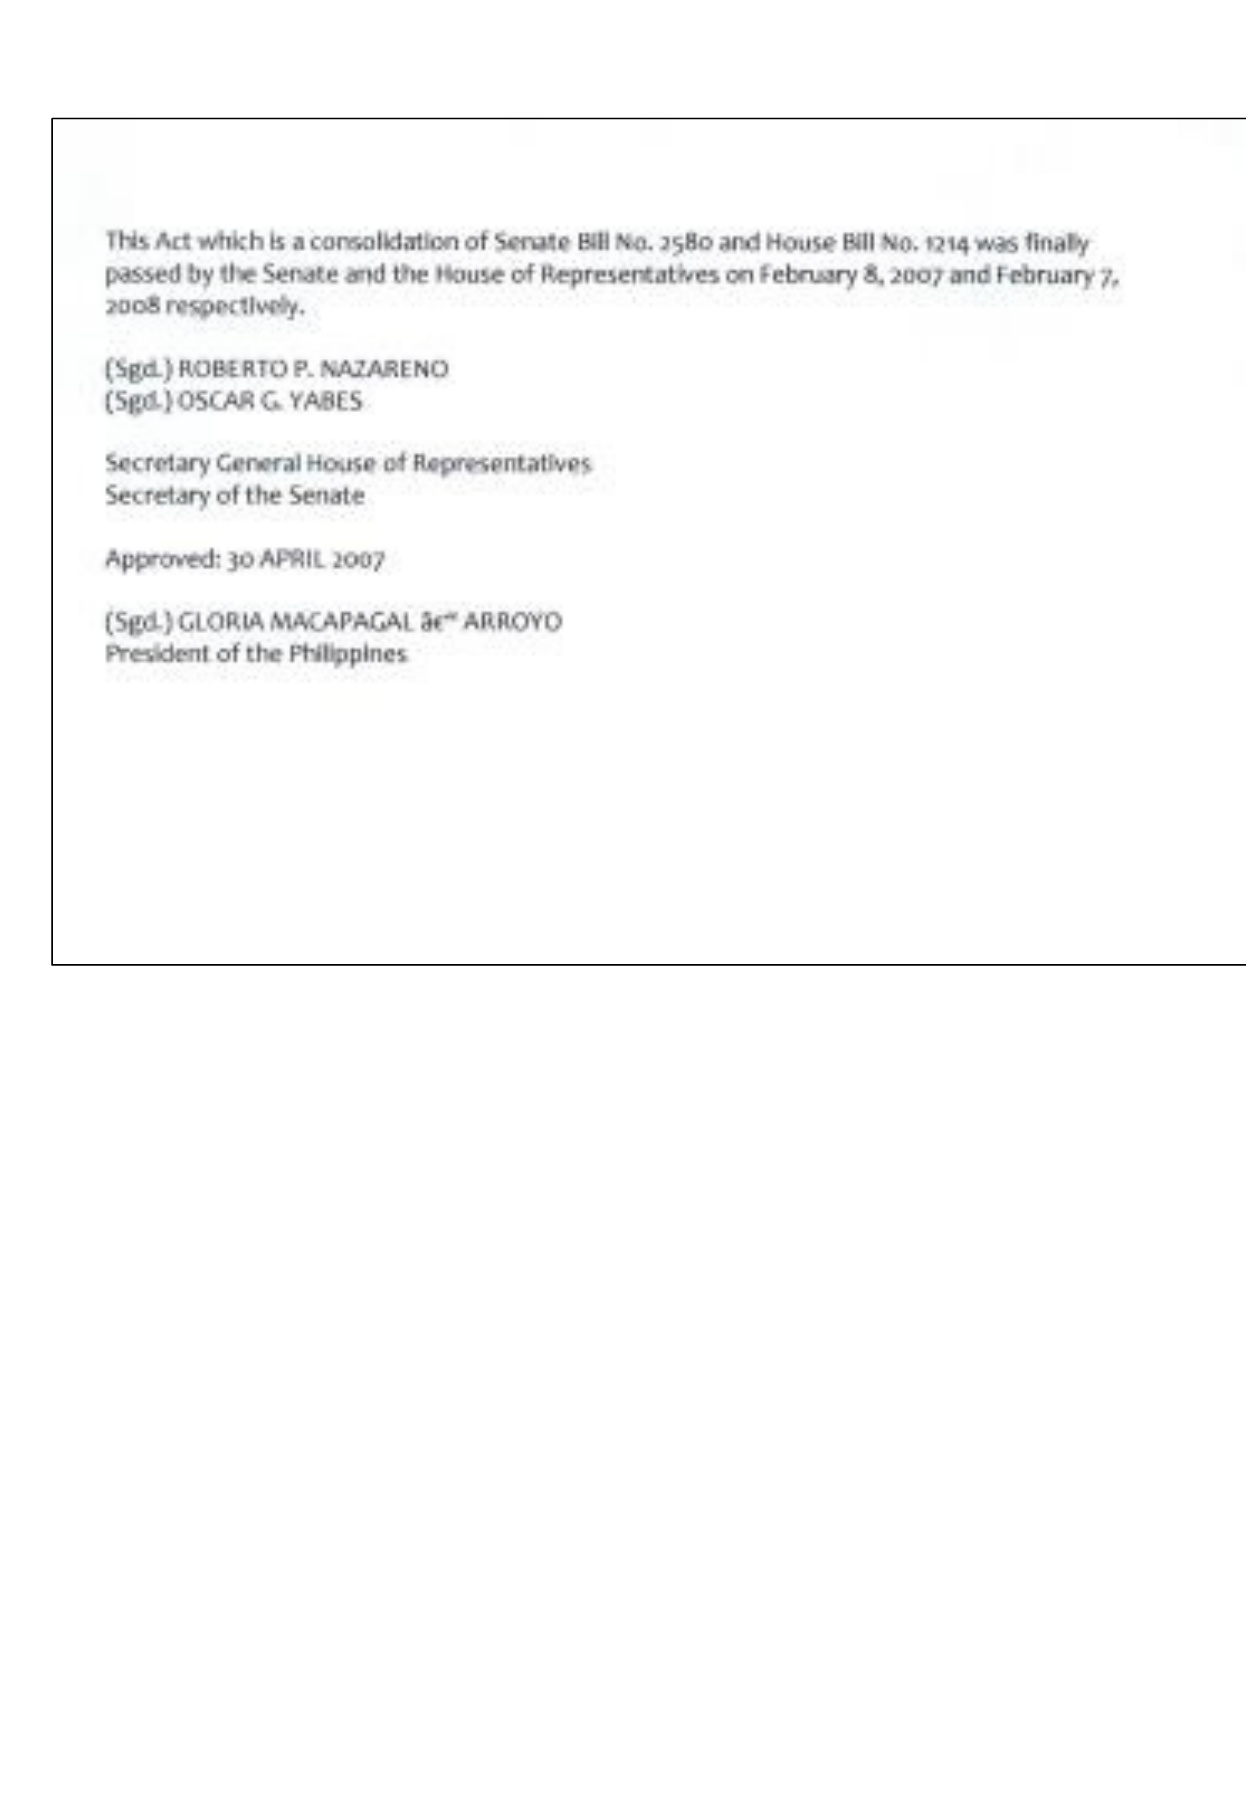 This Act which is a consolidation of Senate Bill No. 2580 and House Bill No. 1214 was finally
passed by the Senate and the House of Representatives on February 8, 2007 and February 7,
2008 respectively.
(Sgd.) ROBERTO P. NAZARENO
(Sgd.) OSCAR G. YABES
Secretary General House of Representatives
Secretary of the Senate
Approved: 30 APRIL 2007
(Sgd.) GLORIA MACAPAGAL â€“ ARROYO
President of the Philippines